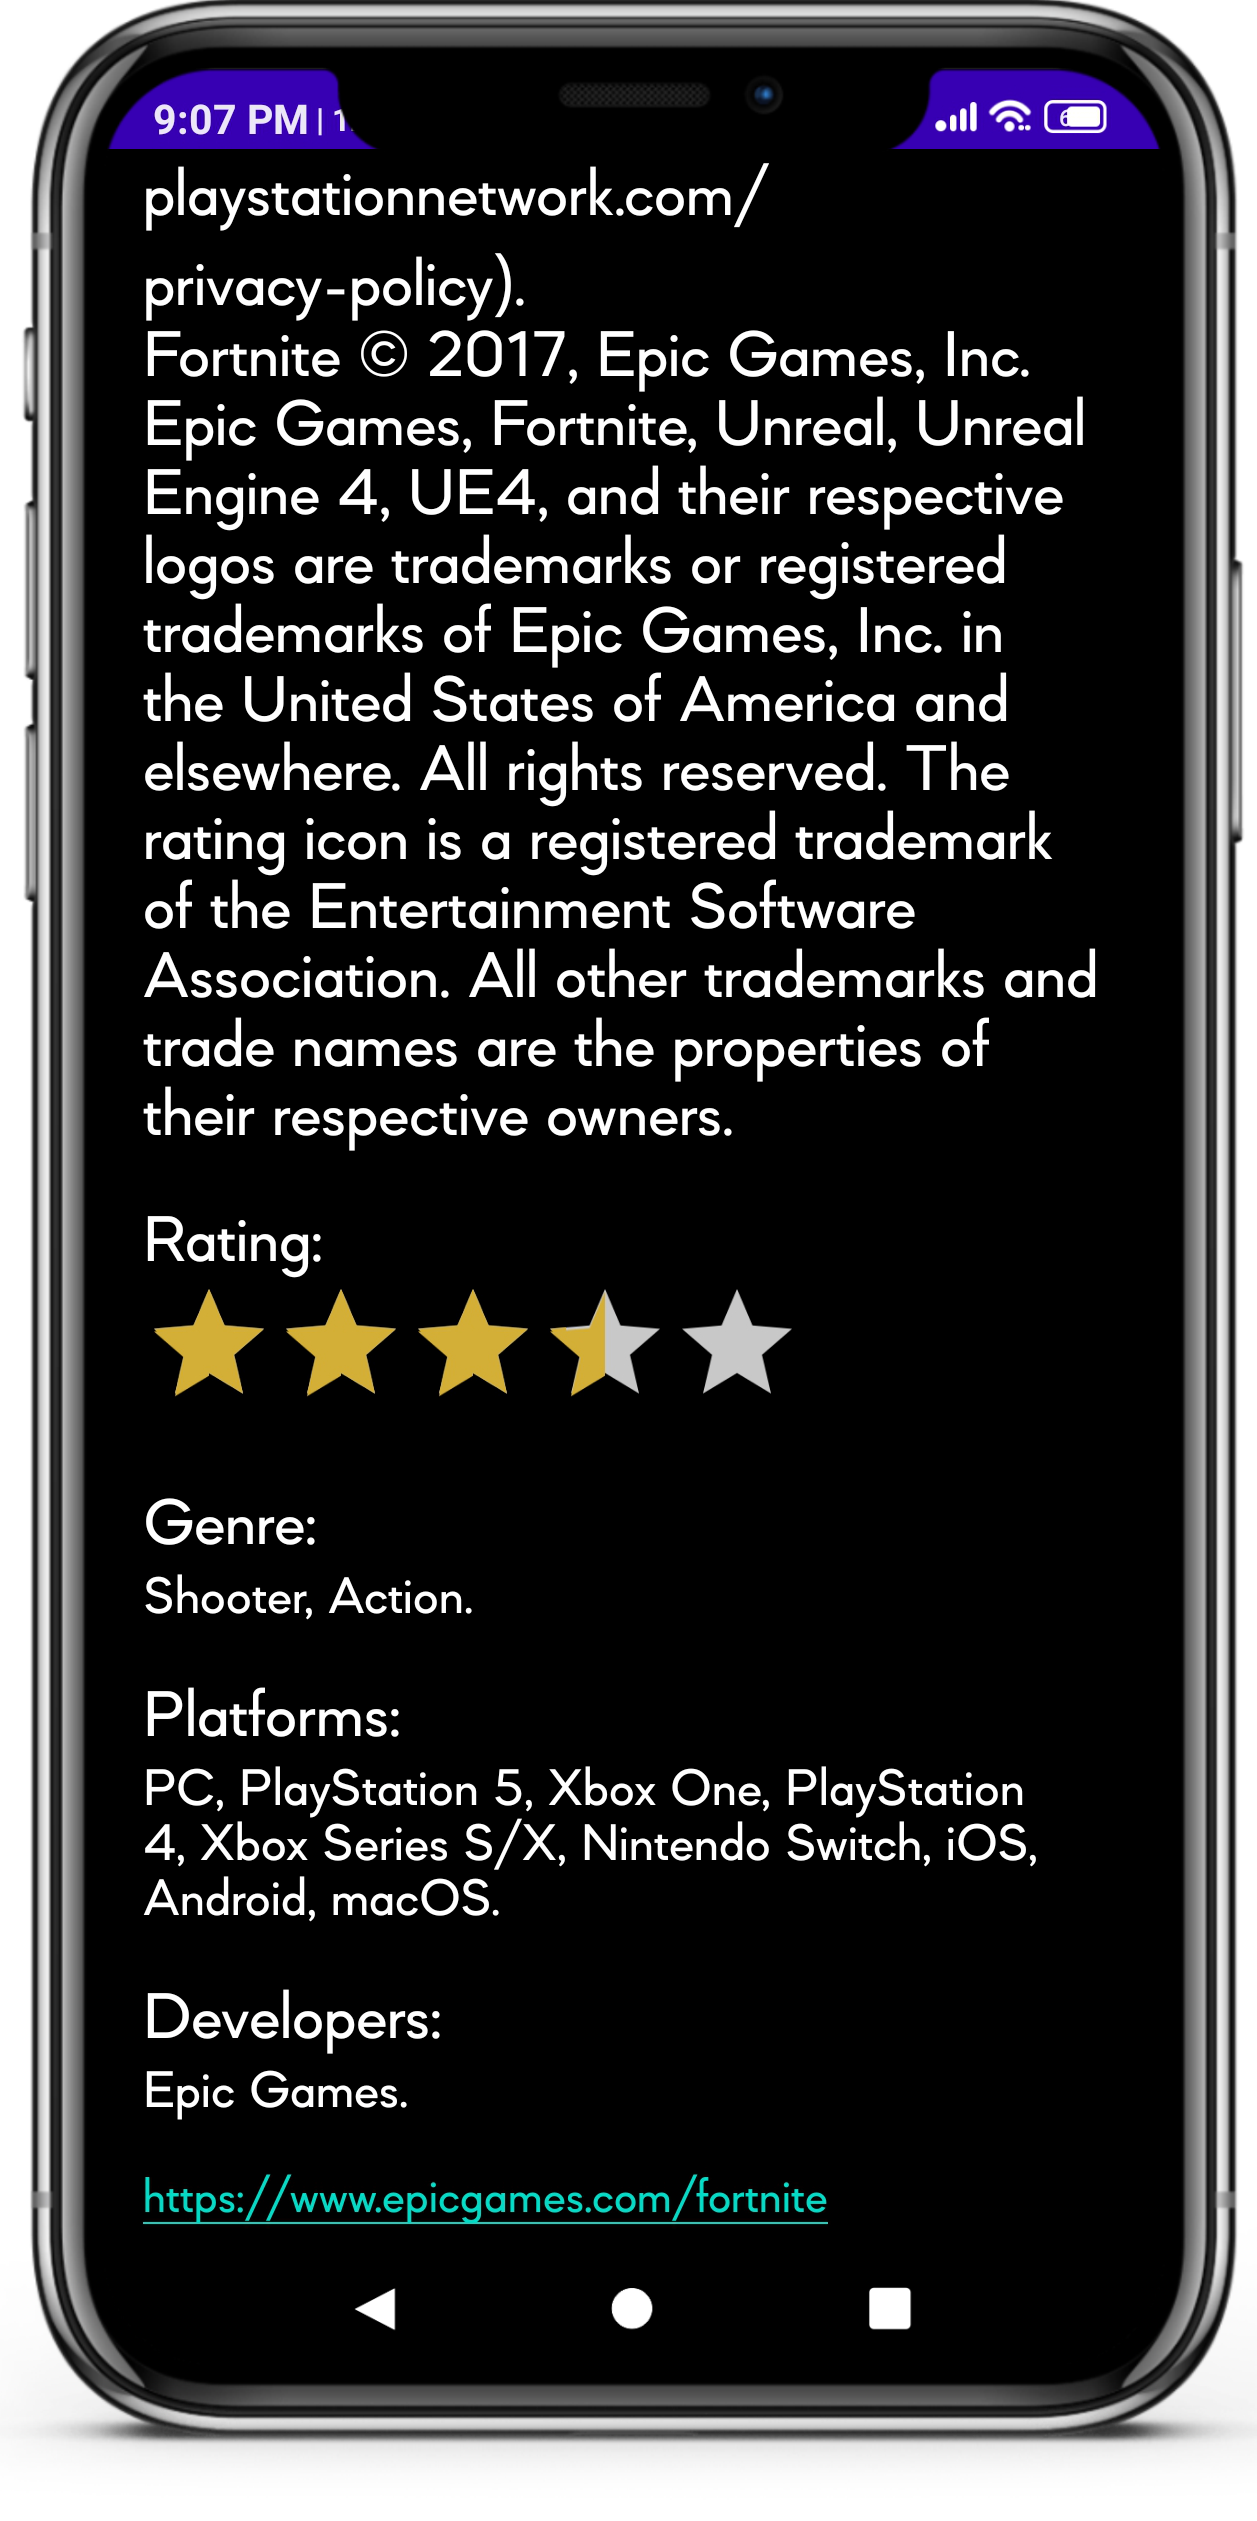 9:07 PM
playstationnetwork.com/
privacy-policy).
Fortnite © 2017, Epic Games, Inc.
Epic Games, Fortnite, Unreal, Unreal
Engine 4, UE4, and their respective
logos are trademarks or registered
trademarks of Epic Games, Inc. in
the United States of America and
elsewhere. All rights reserved. The
rating icon is a registered trademark
of the Entertainment Software
Association. All other trademarks and
trade names are the properties of
their respective owners.
Rating:
Genre:
Shooter, Action.
Platforms:
PC, PlayStation 5, Xbox One, PlayStation
4, Xbox Series S/X, Nintendo Switch, iOS,
Android, macOS.
Developers:
Epic Games.
https://www.epicgames.com/fortnite